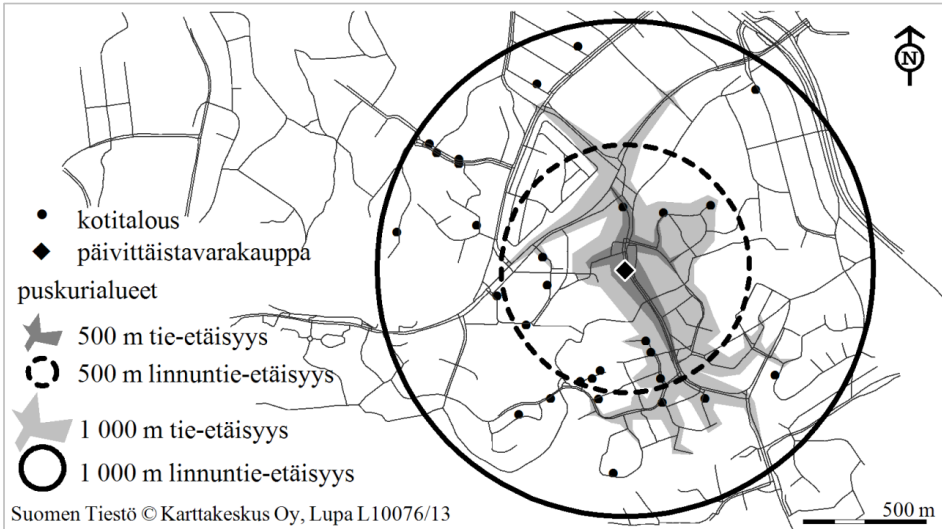 N
kotitalous
päivittäistavarakauppa
puskurialueet
500 m tie-etäisyys
500 m linnuntie-etäisyys
1 000 m tie-etäisyys
1 000 m linnuntie-etäisyys
Suomen Tiestö © Karttakeskus Oy, Lupa L10076/13
500 m